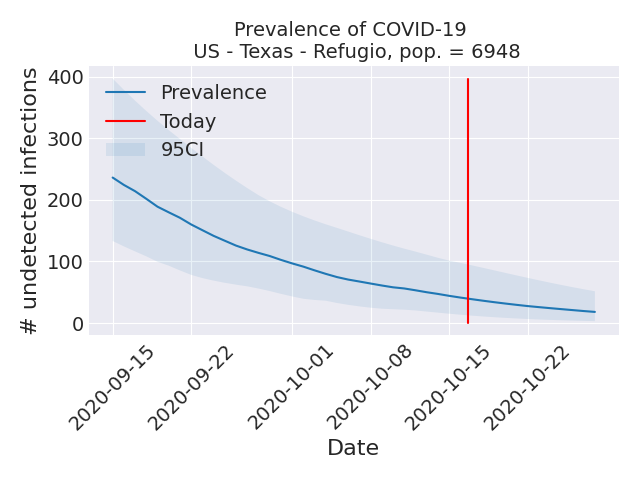 Prevalence of COVID-19
US - Texas - Refugio, pop. = 6948
# undetected infections
400
300
200
100
0
Prevalence
Today
95CI
2020-09-15
2020-09-22
2020-10-01
2020-10-08
2020-10-15
2020-10-22
Date